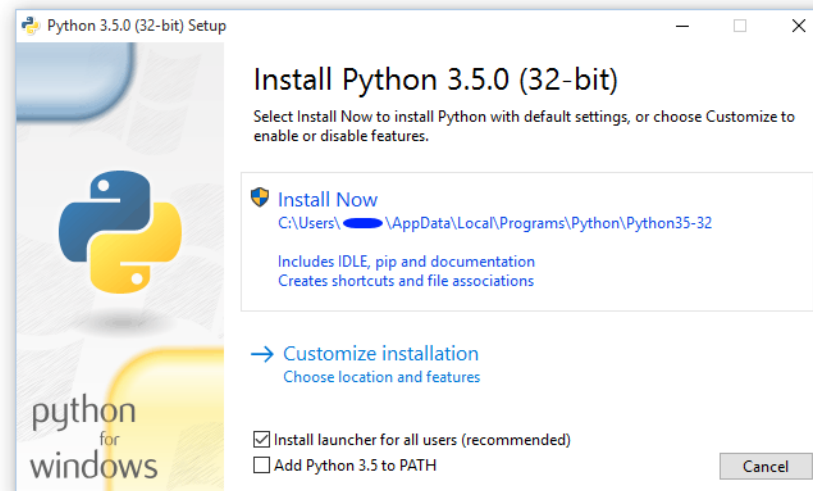 Python 3.5.0 (32-bit) Setup
Install Python 3.5.0 (32-bit)
Select Install Now to install Python with default settings, or choose Customize to
enable or disable features.
Install Now
C:\Users\ \AppData\Local\Programs\Python\Python35-32
Includes IDLE, pip and documentation
Creates shortcuts and file associations
Customize installation
Choose location and features
python
for
windows
Install launcher for all users (recommended)
Add Python 3.5 to PATH
Cancel